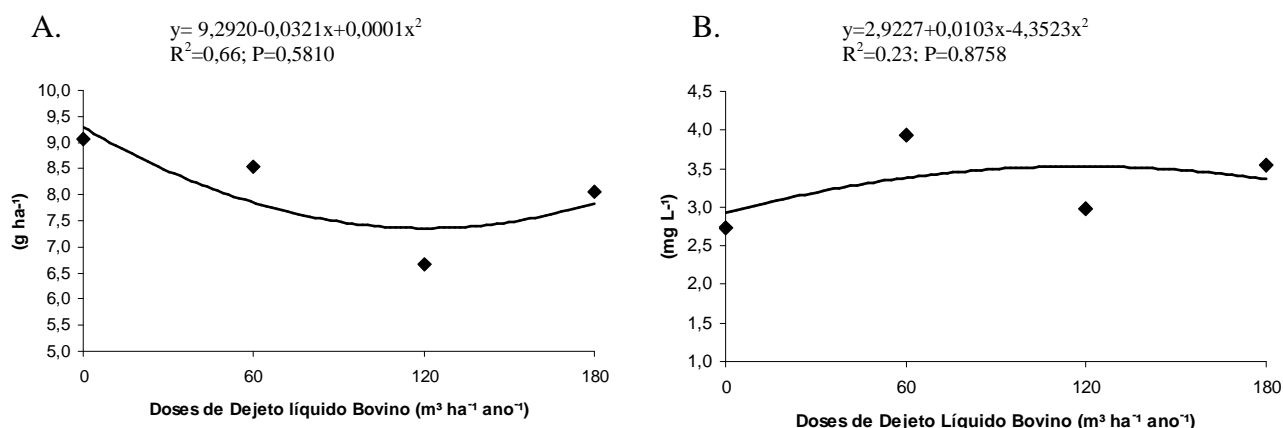 A.
y= 9,2920-0,0321x+0,0001x²
R²=0,66; P=0,5810
10,0
9,5
9,0
8,5
8,0
7,5
7,0
6,5
6,0
5,5
5,0
(g ha-¹)
0 60 120 180
Doses de Dejeto líquido Bovino (m³ ha⁻¹ ano⁻¹)
B.
y=2,9227+0,0103x-4,3523x²
R²=0,23; P=0,8758
4,5
4,0
3,5
3,0
2,5
2,0
1,5
1,0
(mg L-¹)
0 60 120 180
Doses de Dejeto Líquido Bovino (m³ ha⁻¹ ano⁻¹)